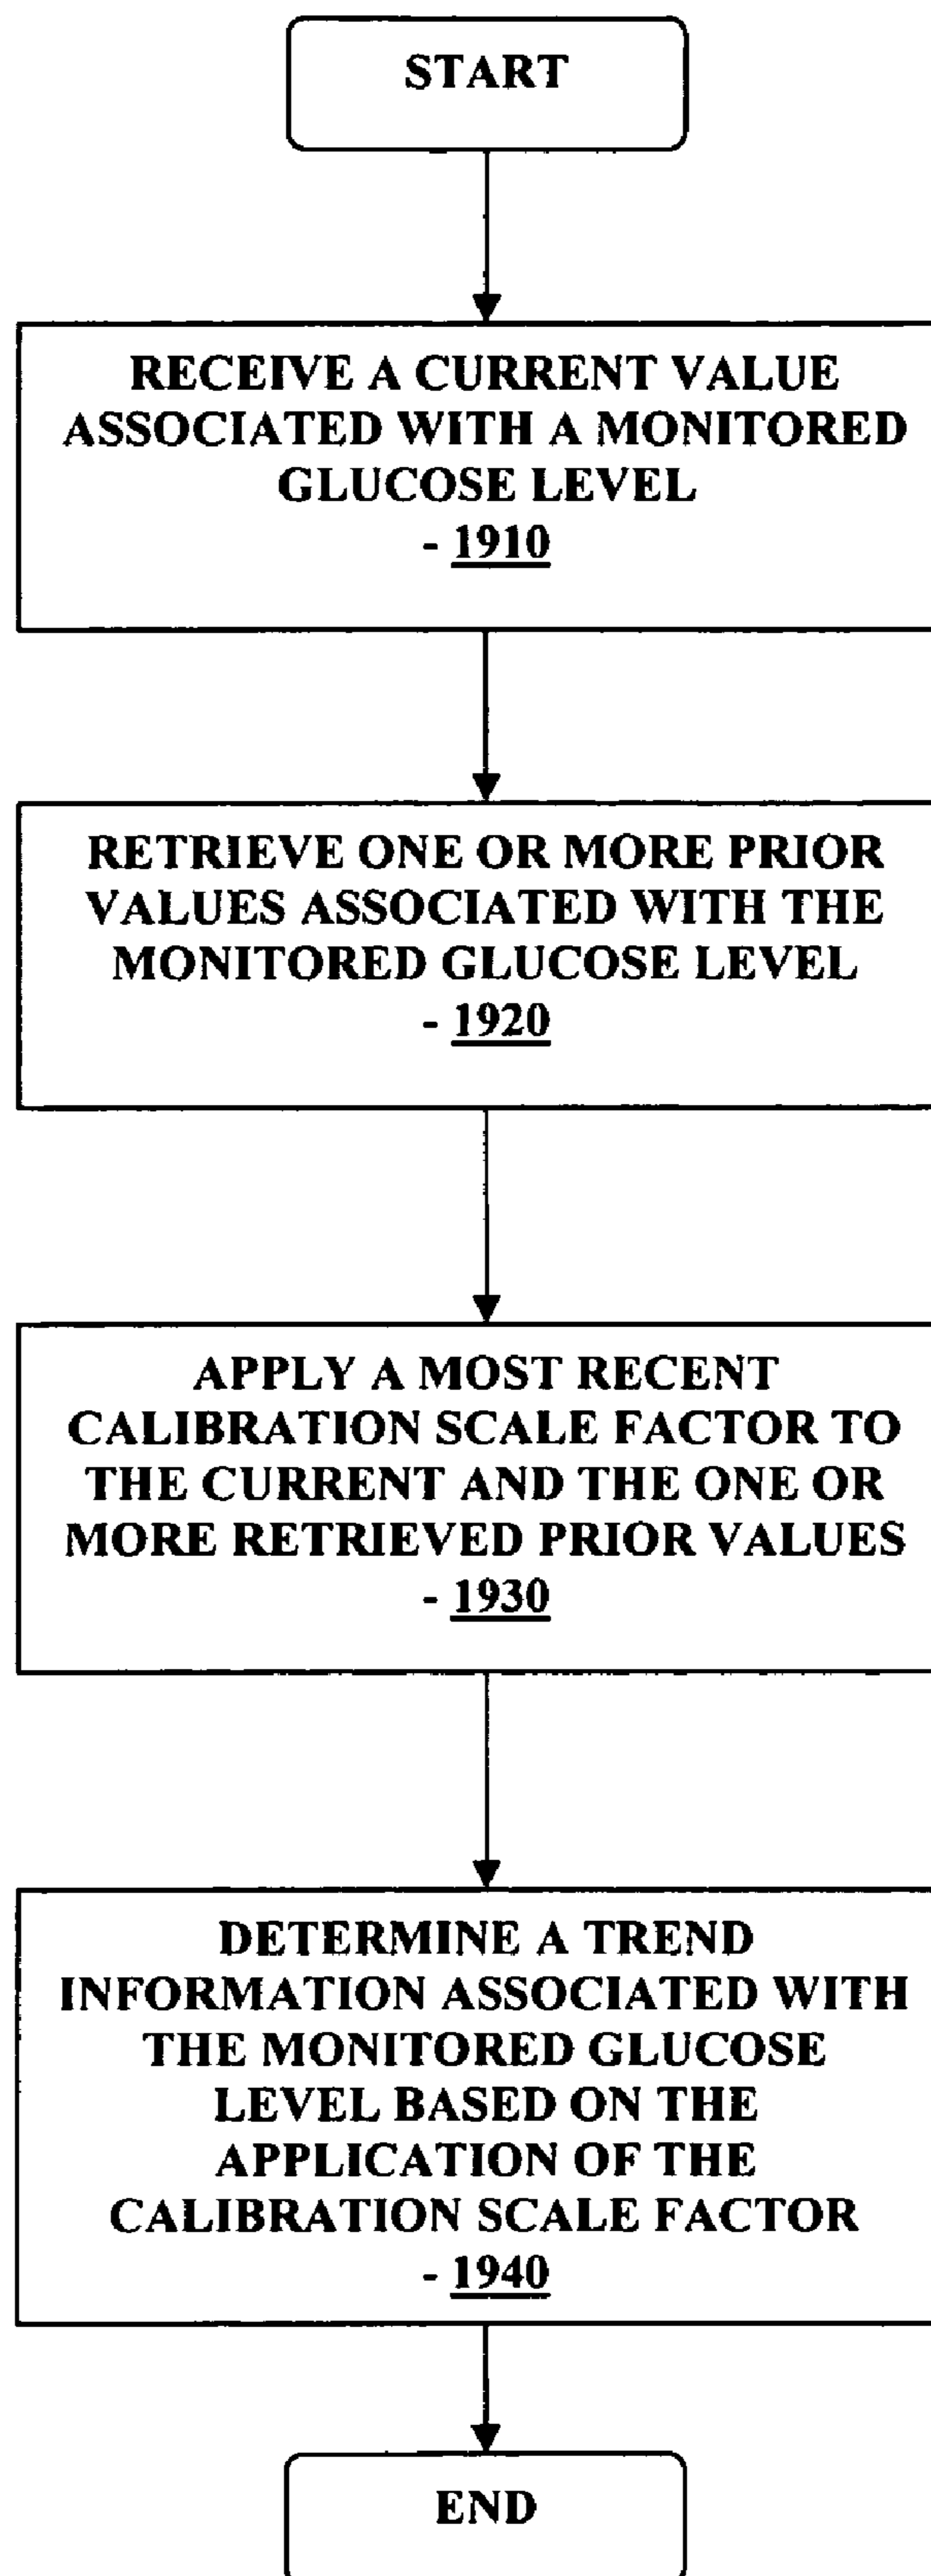 START
RECEIVE A CURRENT VALUE
ASSOCIATED WITH A MONITORED
GLUCOSE LEVEL
- 1910
RETRIEVE ONE OR MORE PRIOR
VALUES ASSOCIATED WITH THE
MONITORED GLUCOSE LEVEL
- 1920
APPLY A MOST RECENT
CALIBRATION SCALE FACTOR TO
THE CURRENT AND THE ONE OR
MORE RETRIEVED PRIOR VALUES
- 1930
DETERMINE A TREND
INFORMATION ASSOCIATED WITH
THE MONITORED GLUCOSE
LEVEL BASED ON THE
APPLICATION OF THE
CALIBRATION SCALE FACTOR
- 1940
END